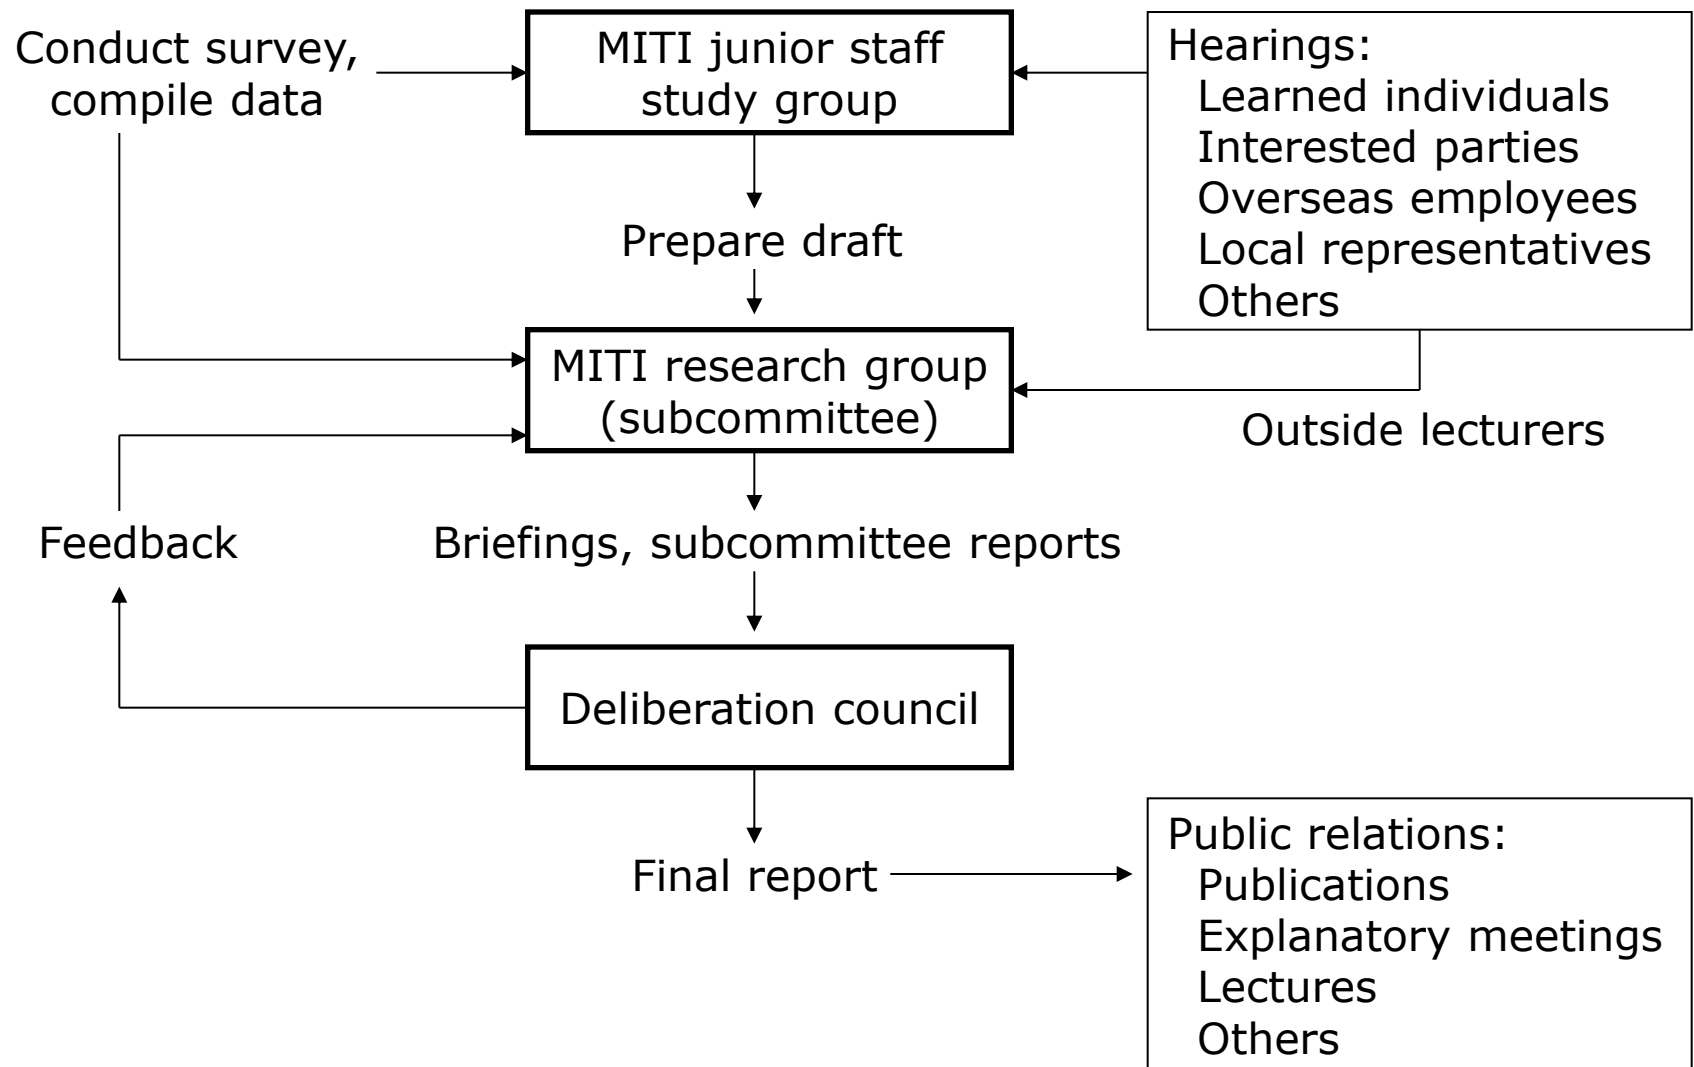 Conduct survey,
compile data
MITI junior staff
study group
Hearings:
Learned individuals
Interested parties
Overseas employees
Local representatives
Others
Prepare draft
MITI research group
(subcommittee)
Outside lecturers
Feedback
Briefings, subcommittee reports
Deliberation council
Final report
Public relations:
Publications
Explanatory meetings
Lectures
Others